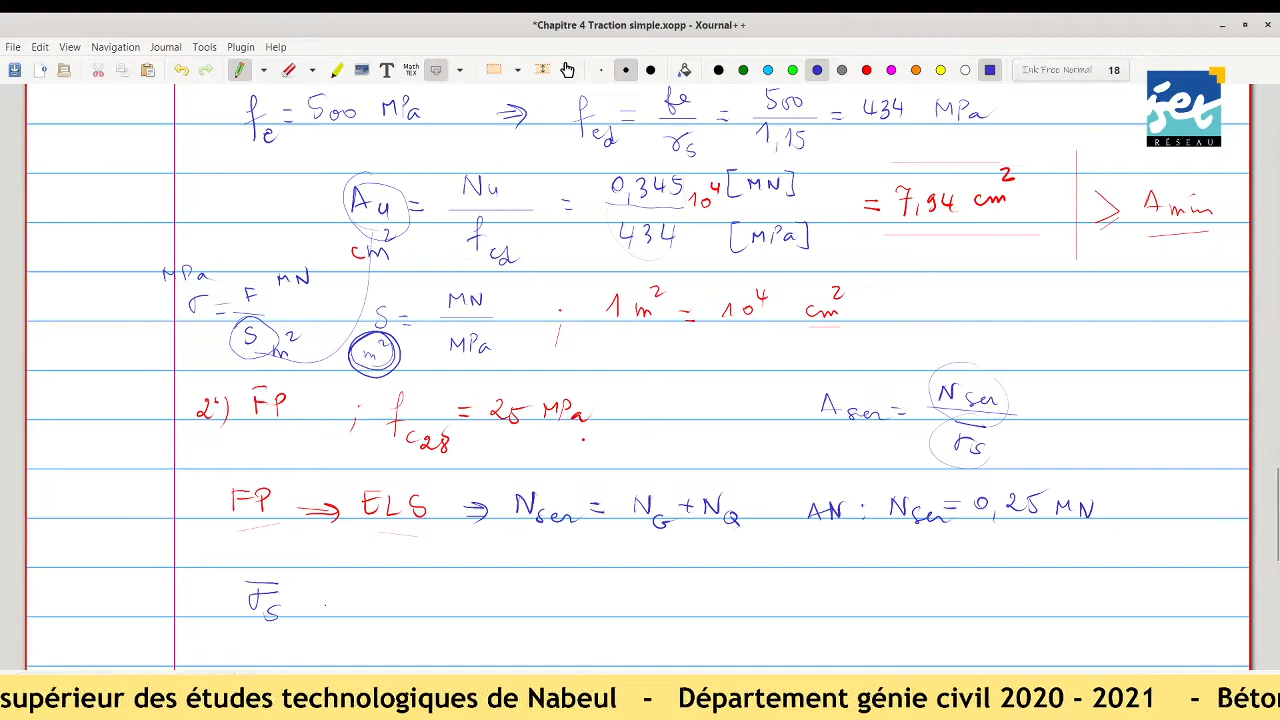 *Chapitre 4 Traction simple.xopp - Xournal++
File Edit View Navigation Journal Tools Plugin Help
T Math TEX Ink Free Normal 18
iset
RÉSEAU
fe = 500 MPa ⇒ fed = fe / γs = 500 / 1,15 = 434 MPa
Au = Nu / fed = 0,345 10⁴ [MN] / 434 [MPa] = 7,94 cm² ⩾ Amin
cm²
MPa σ = F / S MN m²
S = MN / MPa ; 1 m² = 10⁴ cm²
m²
2°) FP ; fc28 = 25 MPa. Aser = Nser / σ̅s
FP ⇒ ELS ⇒ Nser = NG + NQ AN : Nser = 0,25 MN
σ̅s
supérieur des études technologiques de Nabeul - Département génie civil 2020 - 2021 - Béto